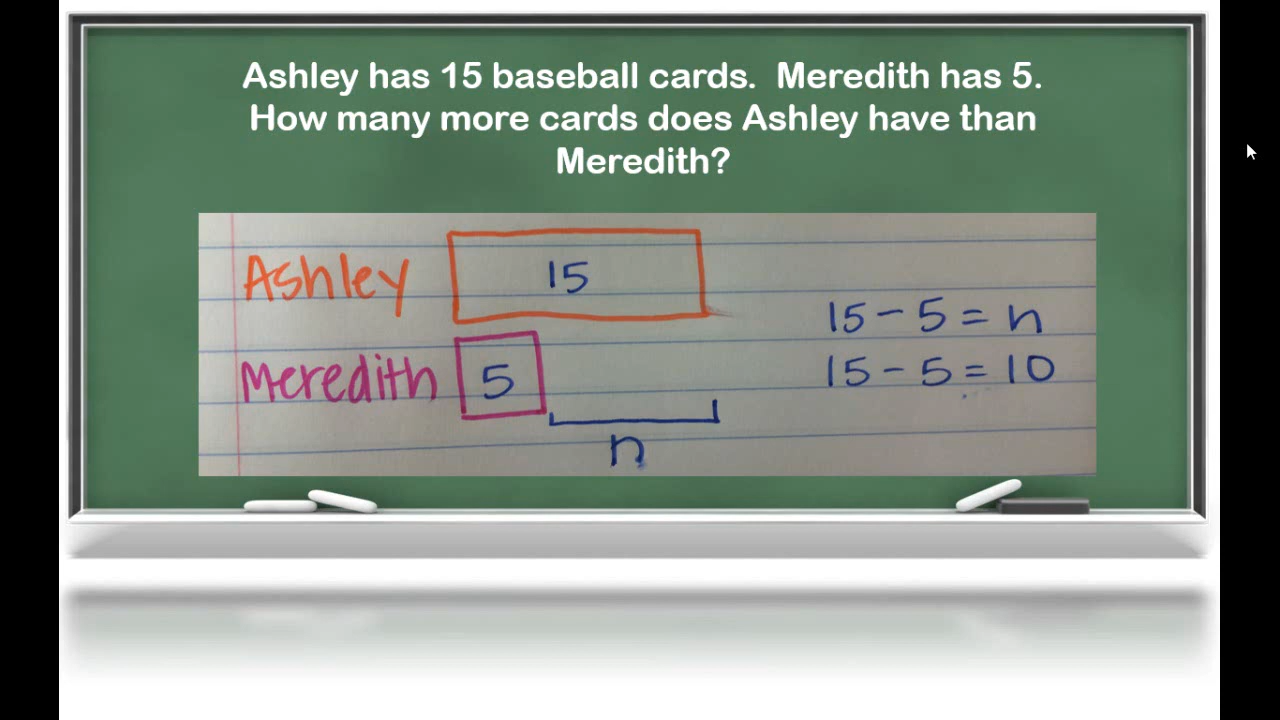 Ashley has 15 baseball cards.  Meredith has 5.
How many more cards does Ashley have than
Meredith?
Ashley 15
Meredith 5
n
15 - 5 = n
15 - 5 = 10